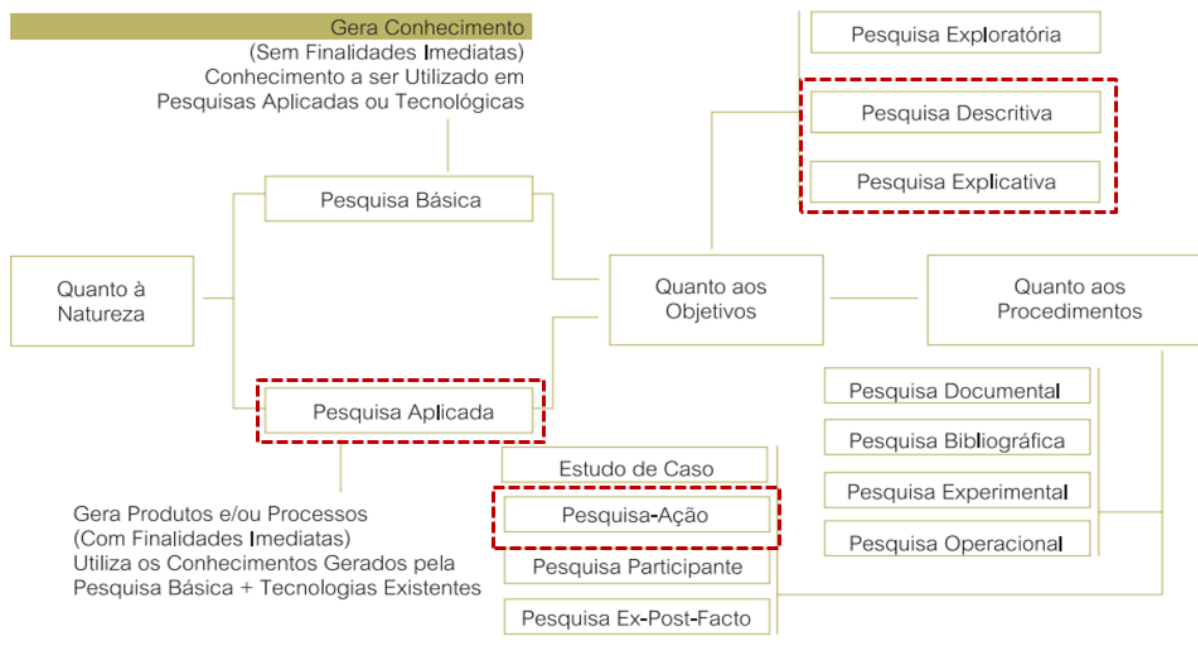 Gera Conhecimento
(Sem Finalidades Imediatas)
Conhecimento a ser Utilizado em
Pesquisas Aplicadas ou Tecnológicas
Pesquisa Básica
Quanto à
Natureza
Pesquisa Aplicada
Gera Produtos e/ou Processos
(Com Finalidades Imediatas)
Utiliza os Conhecimentos Gerados pela
Pesquisa Básica + Tecnologias Existentes
Quanto aos
Objetivos
Pesquisa Exploratória
Pesquisa Descritiva
Pesquisa Explicativa
Quanto aos
Procedimentos
Pesquisa Documental
Pesquisa Bibliográfica
Pesquisa Experimental
Pesquisa Operacional
Estudo de Caso
Pesquisa-Ação
Pesquisa Participante
Pesquisa Ex-Post-Facto